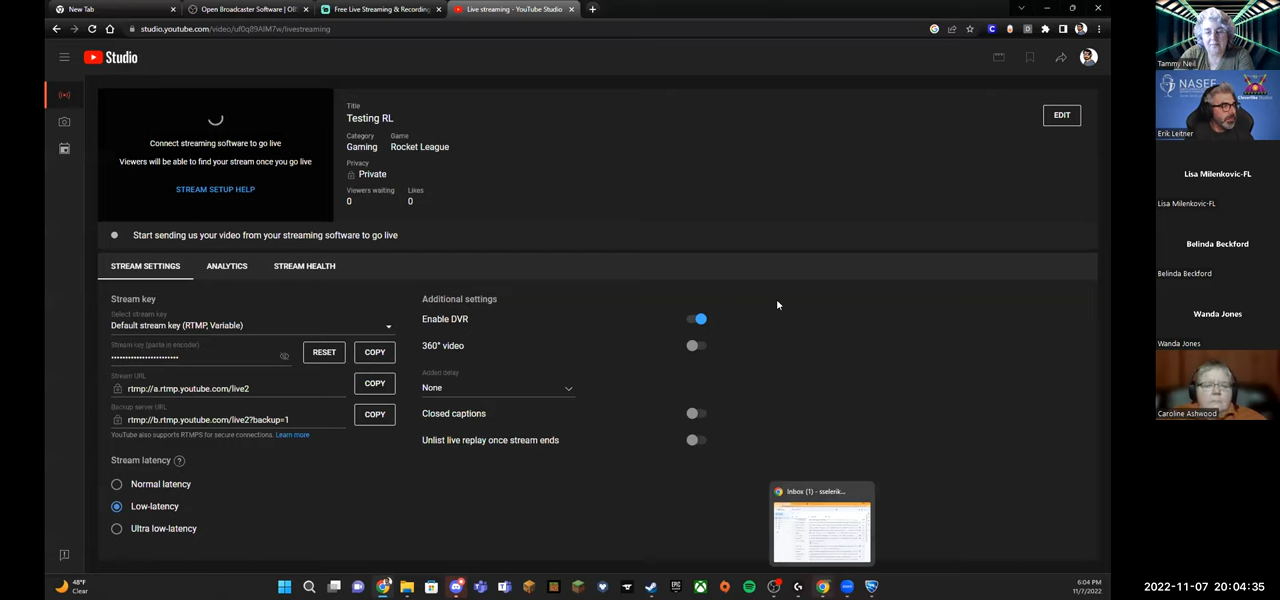 New Tab
Open Broadcaster Software | OB
Free Live Streaming & Recording
Live streaming - YouTube Studio
studio.youtube.com/video/uf0q89AlM7w/livestreaming
Studio
Connect streaming software to go live
Viewers will be able to find your stream once you go live
STREAM SETUP HELP
Title
Testing RL
Category
Game
Gaming
Rocket League
Privacy
Private
Viewers waiting
Likes
0
0
EDIT
Start sending us your video from your streaming software to go live
STREAM SETTINGS
ANALYTICS
STREAM HEALTH
Stream key
Select stream key
Default stream key (RTMP, Variable)
Stream key (paste in encoder)
RESET
COPY
Stream URL
rtmp://a.rtmp.youtube.com/live2
COPY
Backup server URL
rtmp://b.rtmp.youtube.com/live2?backup=1
COPY
YouTube also supports RTMPS for secure connections. Learn more
Stream latency
Normal latency
Low-latency
Ultra low-latency
Additional settings
Enable DVR
360° video
Added delay
None
Closed captions
Unlist live replay once stream ends
Inbox (1) - sselerik...
48°F
Clear
6:04 PM
11/7/2022
Tammy Neil
NASEF
Cleverlike Studios
Erik Leitner
Lisa Milenkovic-FL
Lisa Milenkovic-FL
Belinda Beckford
Belinda Beckford
Wanda Jones
Wanda Jones
Caroline Ashwood
2022-11-07 20:04:35